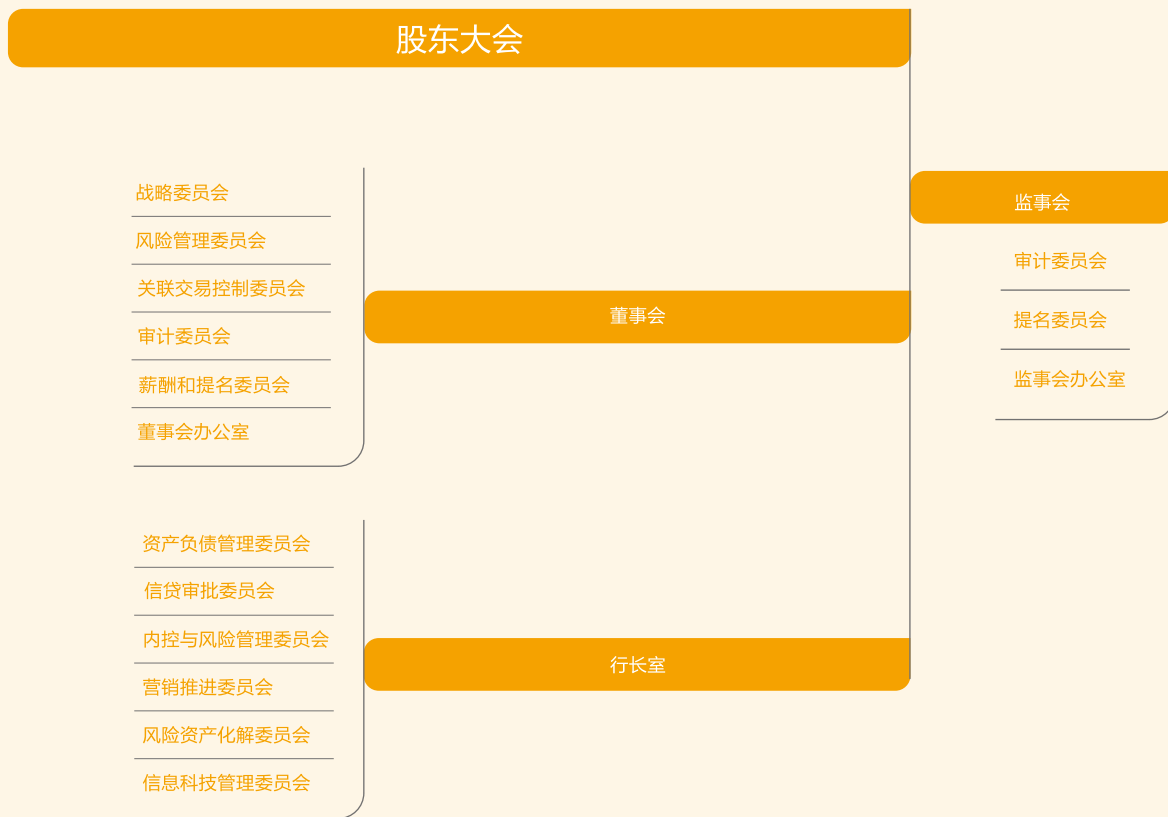 股东大会
战略委员会
风险管理委员会
关联交易控制委员会
审计委员会
薪酬和提名委员会
董事会办公室
董事会
监事会
审计委员会
提名委员会
监事会办公室
资产负债管理委员会
信贷审批委员会
内控与风险管理委员会
营销推进委员会
风险资产化解委员会
信息科技管理委员会
行长室